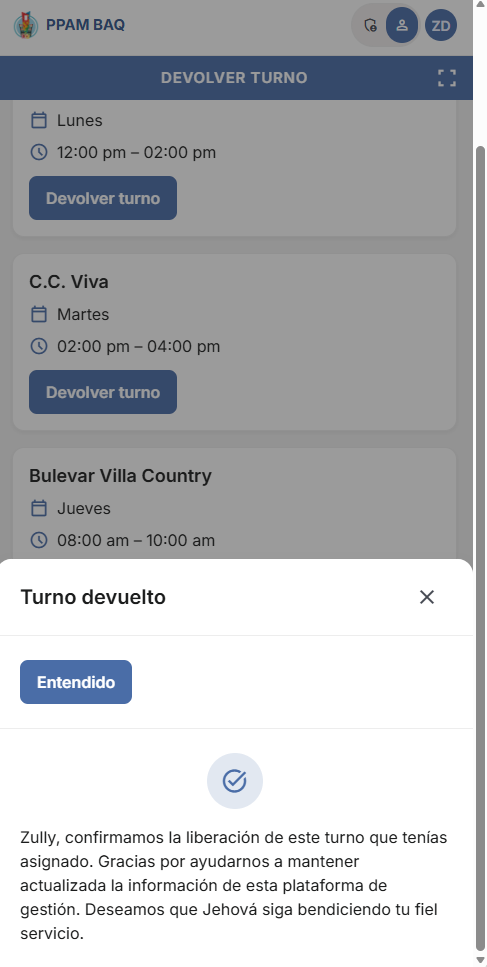 PPAM BAQ
ZD
DEVOLVER TURNO
Lunes
12:00 pm – 02:00 pm
Devolver turno
C.C. Viva
Martes
02:00 pm – 04:00 pm
Devolver turno
Bulevar Villa Country
Jueves
08:00 am – 10:00 am
Turno devuelto
Entendido
Zully, confirmamos la liberación de este turno que tenías
asignado. Gracias por ayudarnos a mantener
actualizada la información de esta plataforma de
gestión. Deseamos que Jehová siga bendiciendo tu fiel
servicio.